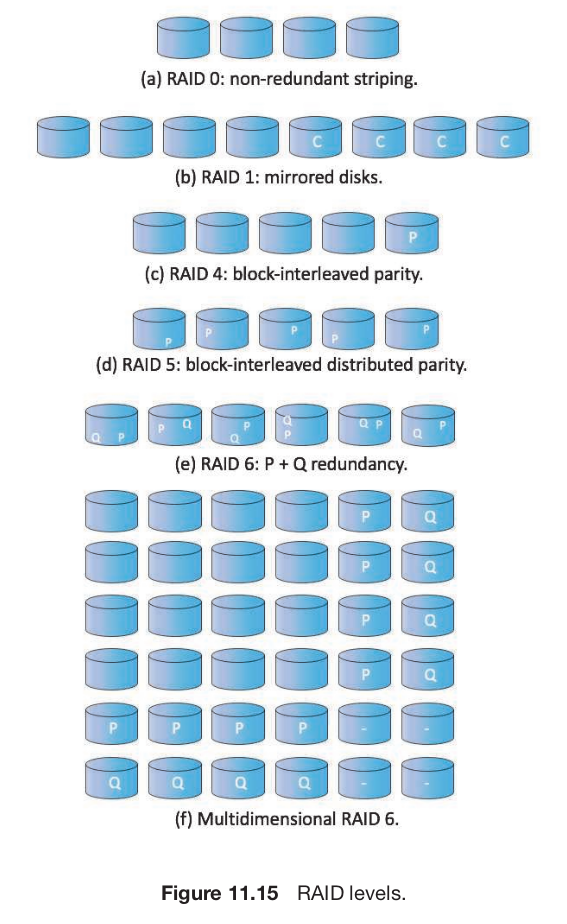 (a) RAID 0: non-redundant striping.
C C C C
(b) RAID 1: mirrored disks.
P
(c) RAID 4: block-interleaved parity.
P P P P P
(d) RAID 5: block-interleaved distributed parity.
Q P P Q Q P Q P Q P Q P
(e) RAID 6: P + Q redundancy.
P Q
P Q
P Q
P Q
P P P P - -
Q Q Q Q - -
(f) Multidimensional RAID 6.
Figure 11.15 RAID levels.